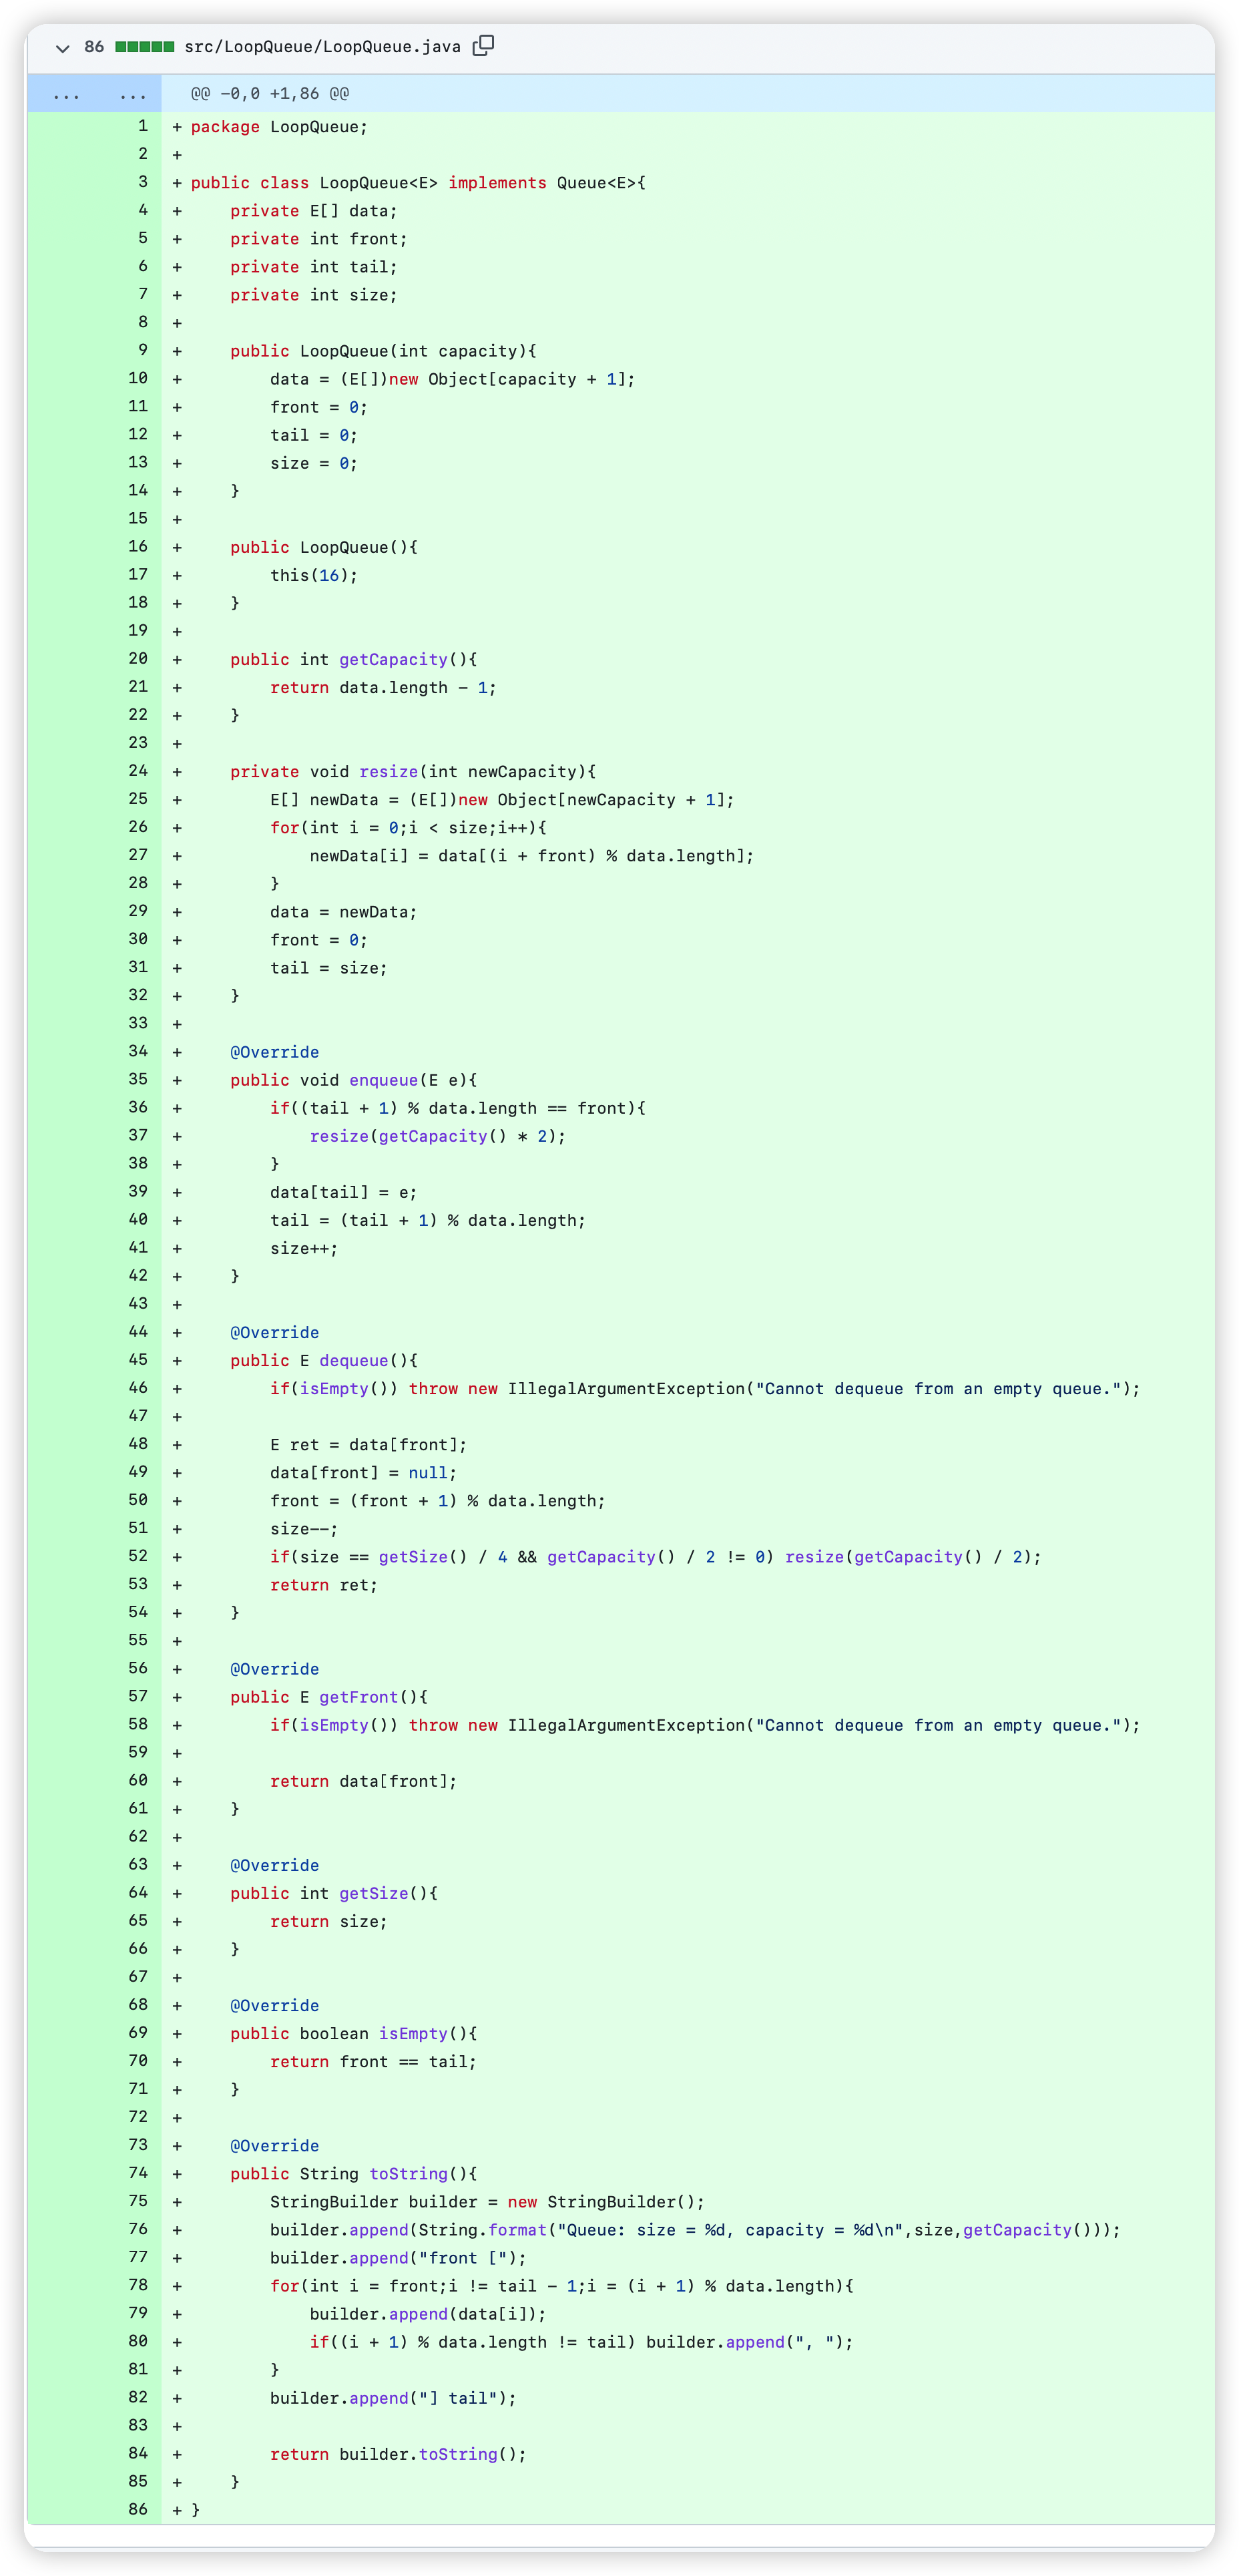 86 src/LoopQueue/LoopQueue.java
... ... @@ -0,0 +1,86 @@
1 + package LoopQueue;
2 +
3 + public class LoopQueue<E> implements Queue<E>{
4 +     private E[] data;
5 +     private int front;
6 +     private int tail;
7 +     private int size;
8 +
9 +     public LoopQueue(int capacity){
10 +         data = (E[])new Object[capacity + 1];
11 +         front = 0;
12 +         tail = 0;
13 +         size = 0;
14 +     }
15 +
16 +     public LoopQueue(){
17 +         this(16);
18 +     }
19 +
20 +     public int getCapacity(){
21 +         return data.length - 1;
22 +     }
23 +
24 +     private void resize(int newCapacity){
25 +         E[] newData = (E[])new Object[newCapacity + 1];
26 +         for(int i = 0;i < size;i++){
27 +             newData[i] = data[(i + front) % data.length];
28 +         }
29 +         data = newData;
30 +         front = 0;
31 +         tail = size;
32 +     }
33 +
34 +     @Override
35 +     public void enqueue(E e){
36 +         if((tail + 1) % data.length == front){
37 +             resize(getCapacity() * 2);
38 +         }
39 +         data[tail] = e;
40 +         tail = (tail + 1) % data.length;
41 +         size++;
42 +     }
43 +
44 +     @Override
45 +     public E dequeue(){
46 +         if(isEmpty()) throw new IllegalArgumentException("Cannot dequeue from an empty queue.");
47 +
48 +         E ret = data[front];
49 +         data[front] = null;
50 +         front = (front + 1) % data.length;
51 +         size--;
52 +         if(size == getSize() / 4 && getCapacity() / 2 != 0) resize(getCapacity() / 2);
53 +         return ret;
54 +     }
55 +
56 +     @Override
57 +     public E getFront(){
58 +         if(isEmpty()) throw new IllegalArgumentException("Cannot dequeue from an empty queue.");
59 +
60 +         return data[front];
61 +     }
62 +
63 +     @Override
64 +     public int getSize(){
65 +         return size;
66 +     }
67 +
68 +     @Override
69 +     public boolean isEmpty(){
70 +         return front == tail;
71 +     }
72 +
73 +     @Override
74 +     public String toString(){
75 +         StringBuilder builder = new StringBuilder();
76 +         builder.append(String.format("Queue: size = %d, capacity = %d\n",size,getCapacity()));
77 +         builder.append("front [");
78 +         for(int i = front;i != tail - 1;i = (i + 1) % data.length){
79 +             builder.append(data[i]);
80 +             if((i + 1) % data.length != tail) builder.append(", ");
81 +         }
82 +         builder.append("] tail");
83 +
84 +         return builder.toString();
85 +     }
86 + }